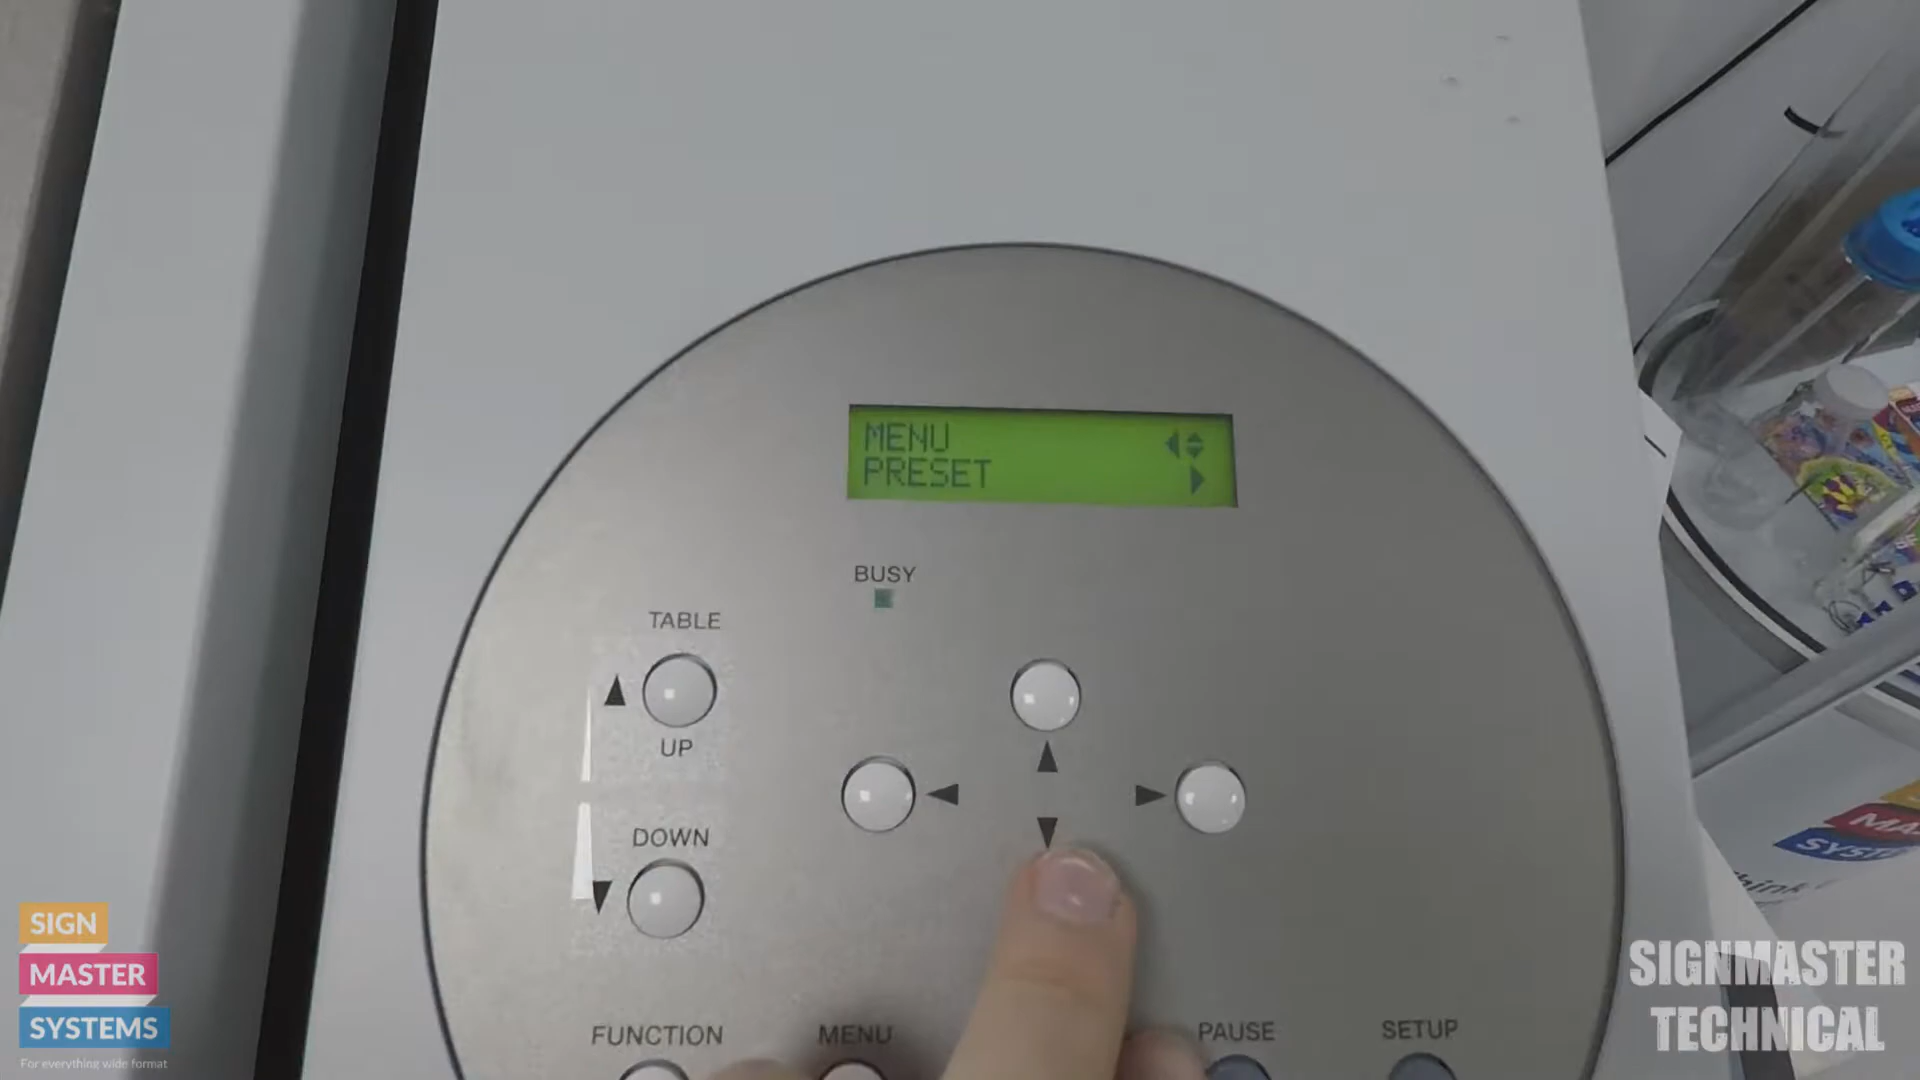 MENU
PRESET
BUSY
TABLE
UP
DOWN
FUNCTION
MENU
PAUSE
SETUP
SIGN
MASTER
SYSTEMS
For everything wide format
SIGNMASTER
TECHNICAL